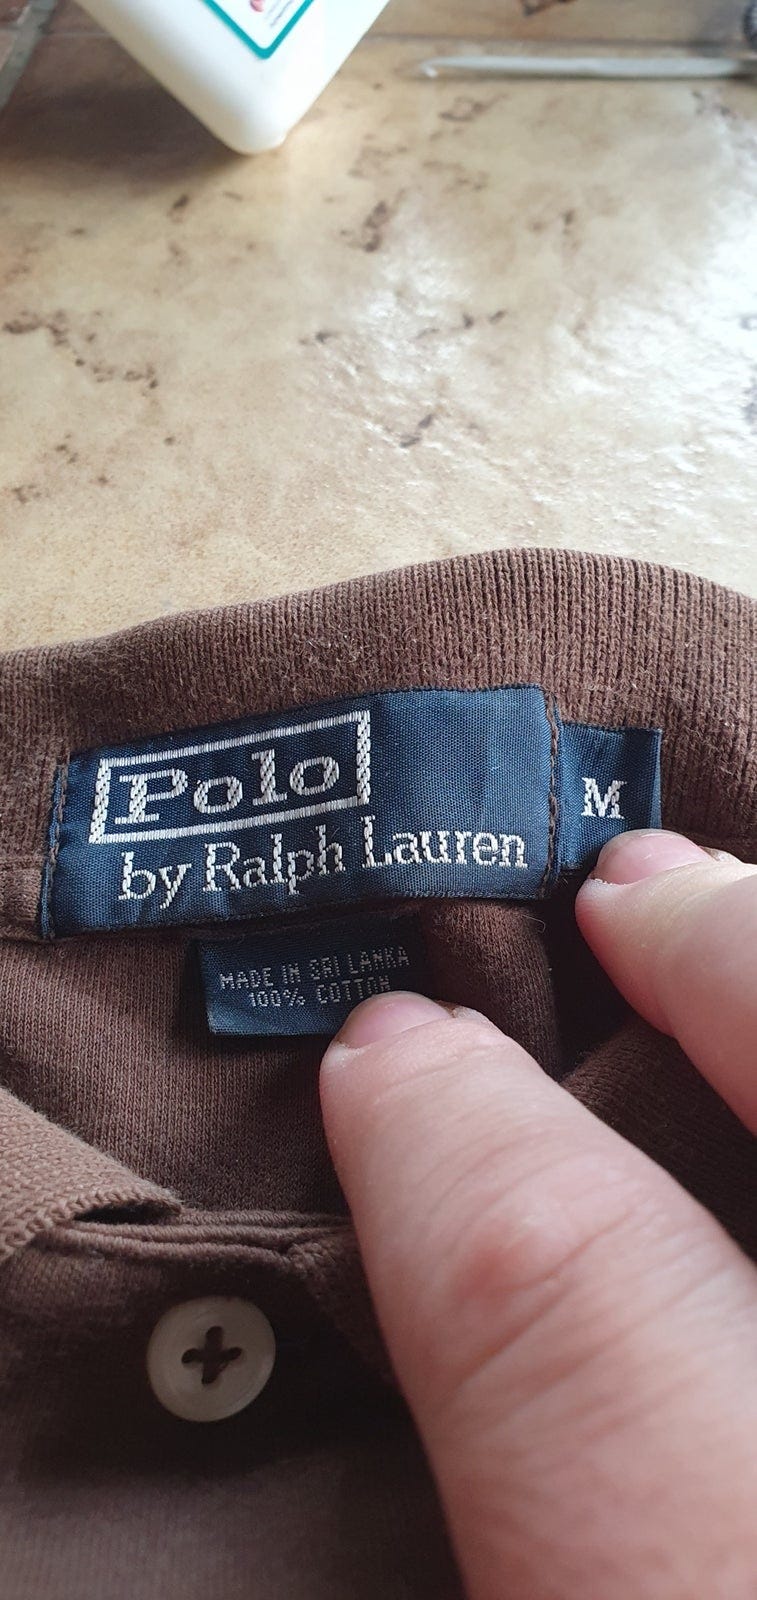 Polo
by Ralph Lauren
M
MADE IN SRI LANKA
100% COTTON